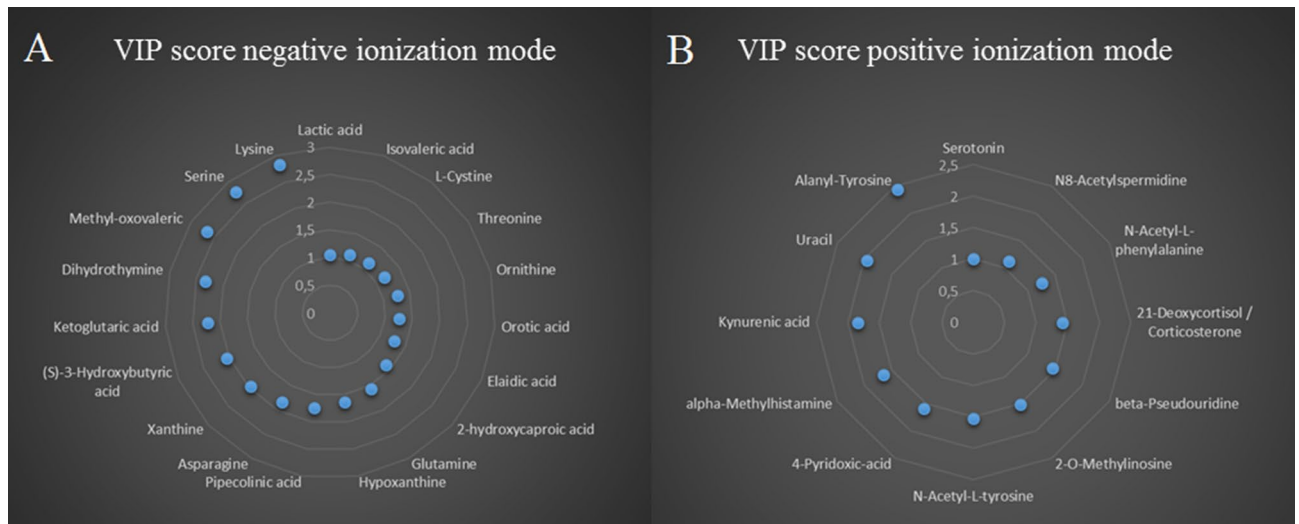 A
VIP score negative ionization mode
Lactic acid
Isovaleric acid
L-Cystine
Threonine
Ornithine
Orotic acid
Elaidic acid
2-hydroxycaproic acid
Glutamine
Hypoxanthine
Pipecolinic acid
Asparagine
Xanthine
(S)-3-Hydroxybutyric
acid
Ketoglutaric acid
Dihydrothymine
Methyl-oxovaleric
Serine
Lysine
3
2,5
2
1,5
1
0,5
0
B
VIP score positive ionization mode
Serotonin
N8-Acetylspermidine
N-Acetyl-L-
phenylalanine
21-Deoxycortisol /
Corticosterone
beta-Pseudouridine
2-O-Methylinosine
N-Acetyl-L-tyrosine
4-Pyridoxic-acid
alpha-Methylhistamine
Kynurenic acid
Uracil
Alanyl-Tyrosine
2,5
2
1,5
1
0,5
0